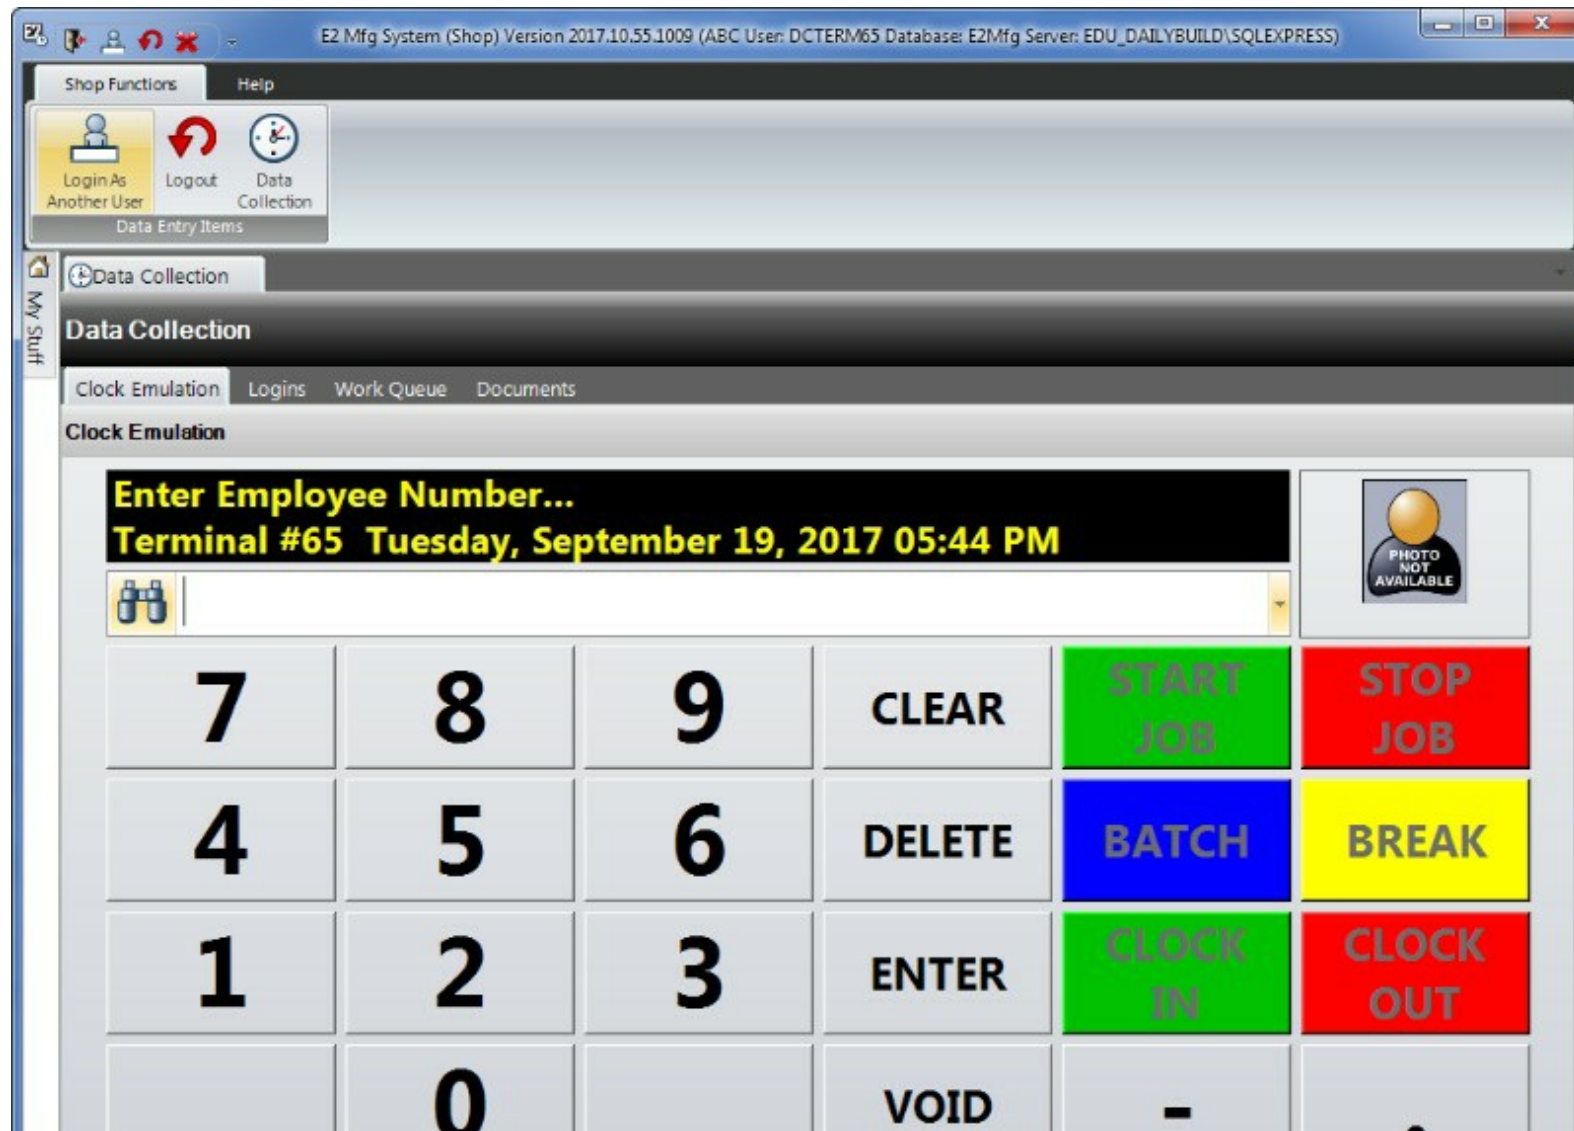 E2 Mfg System (Shop) Version 2017.10.55.1009 (ABC User: DCTERM65 Database: E2Mfg Server: EDU_DAILYBUILD\SQLEXPRESS)
Shop Functions Help
Login As
Another User
Logout
Data
Collection
Data Entry Items
My Stuff
Data Collection
Data Collection
Clock Emulation Logins Work Queue Documents
Clock Emulation
Enter Employee Number...
Terminal #65 Tuesday, September 19, 2017 05:44 PM
PHOTO
NOT
AVAILABLE
7 8 9 CLEAR
START
JOB
STOP
JOB
4 5 6 DELETE BATCH BREAK
1 2 3 ENTER
CLOCK
IN
CLOCK
OUT
0 VOID - .